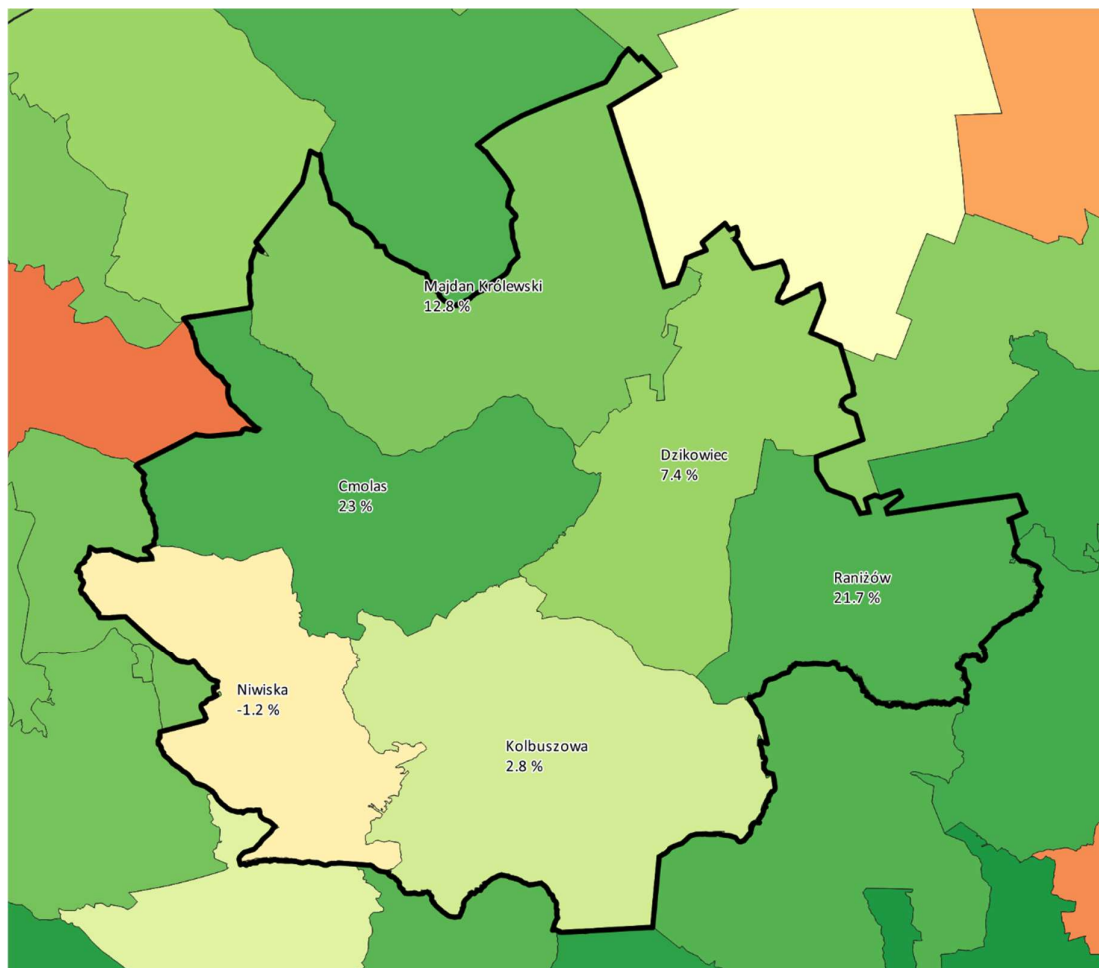 Majdan Królewski
12.8 %
Dzikowiec
7.4 %
Cmolas
23 %
Raniżów
21.7 %
Niwiska
-1.2 %
Kolbuszowa
2.8 %